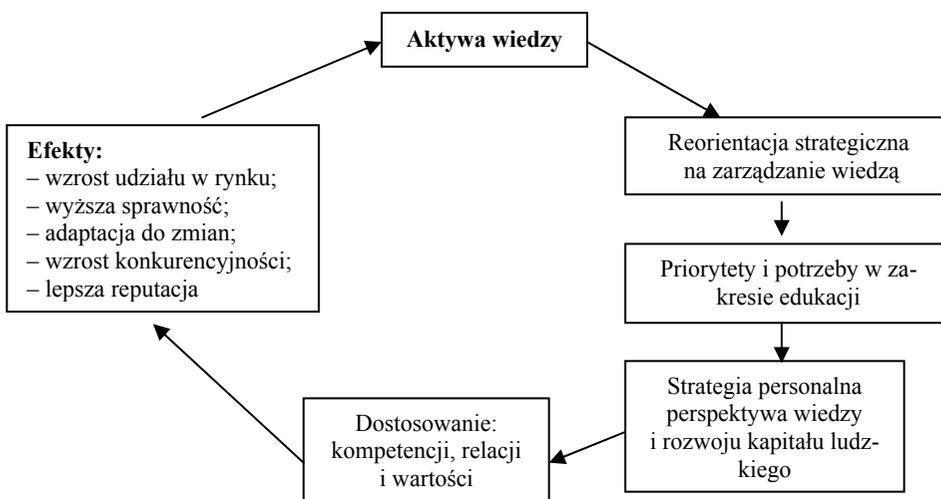 Aktywa wiedzy
Reorientacja strategiczna
na zarządzanie wiedzą
Priorytety i potrzeby w za-
kresie edukacji
Strategia personalna
perspektywa wiedzy
i rozwoju kapitału ludz-
kiego
Dostosowanie:
kompetencji, relacji
i wartości
Efekty:
– wzrost udziału w rynku;
– wyższa sprawność;
– adaptacja do zmian;
– wzrost konkurencyjności;
– lepsza reputacja